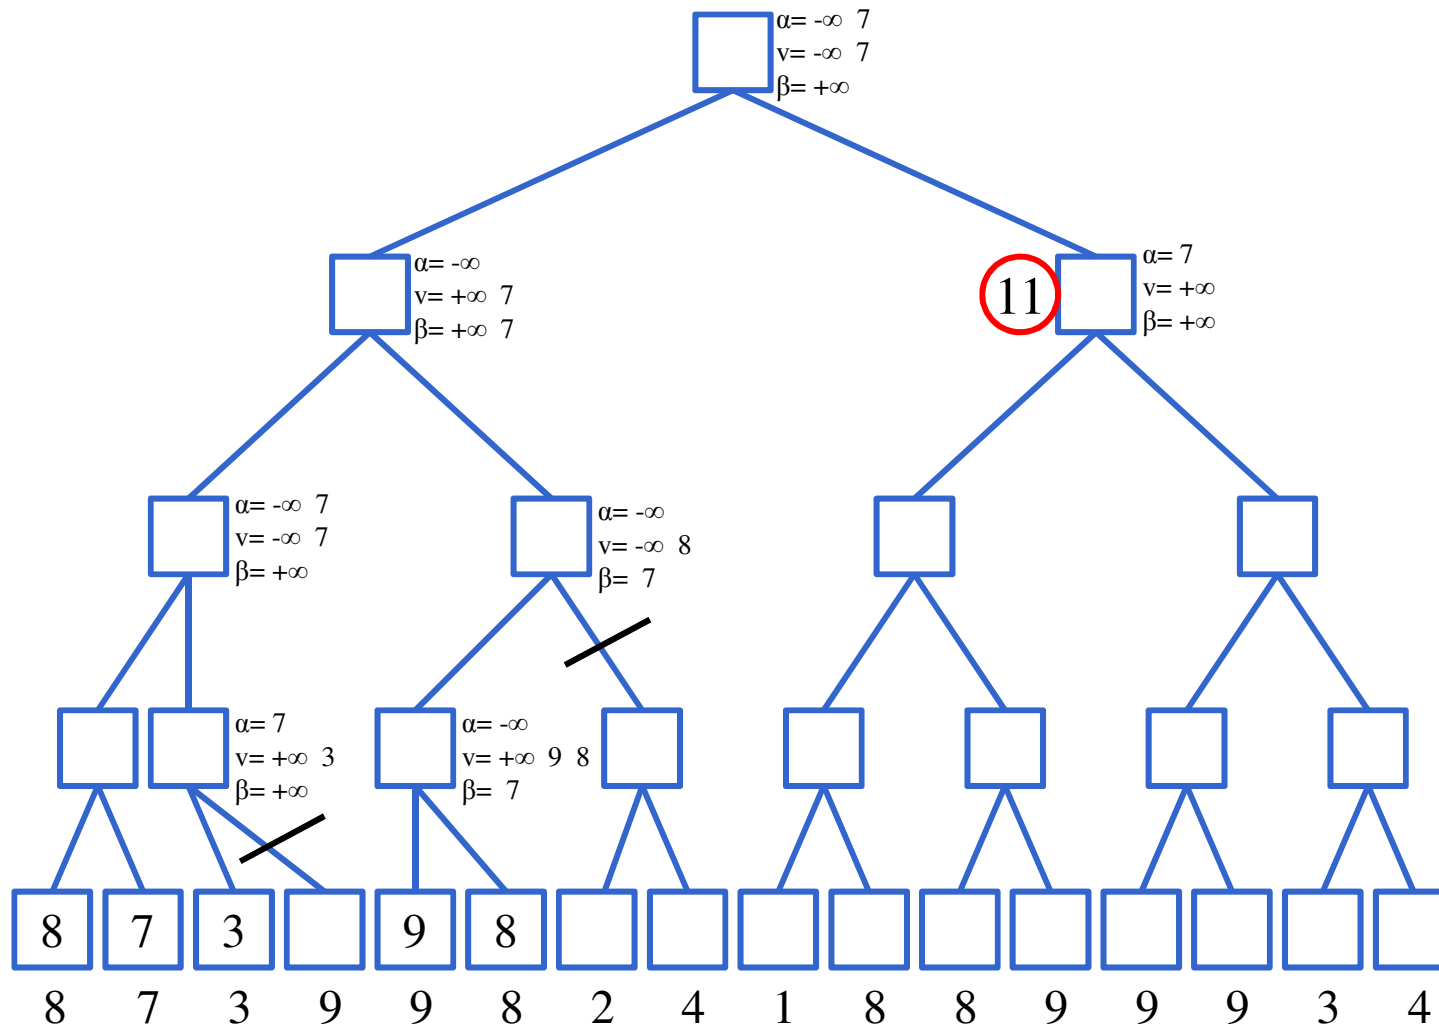 α= -∞ 7
v= -∞ 7
β= +∞
α= -∞
v= +∞ 7
β= +∞ 7
11
α= 7
v= +∞
β= +∞
α= -∞ 7
v= -∞ 7
β= +∞
α= -∞
v= -∞ 8
β= 7
α= 7
v= +∞ 3
β= +∞
α= -∞
v= +∞ 9 8
β= 7
8 7 3 9 8
8 7 3 9 9 8 2 4 1 8 8 9 9 9 3 4